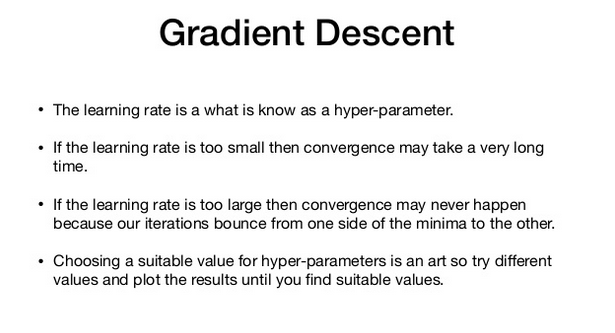 Gradient Descent
• The learning rate is a what is know as a hyper-parameter.
• If the learning rate is too small then convergence may take a very long
time.
• If the learning rate is too large then convergence may never happen
because our iterations bounce from one side of the minima to the other.
• Choosing a suitable value for hyper-parameters is an art so try different
values and plot the results until you find suitable values.